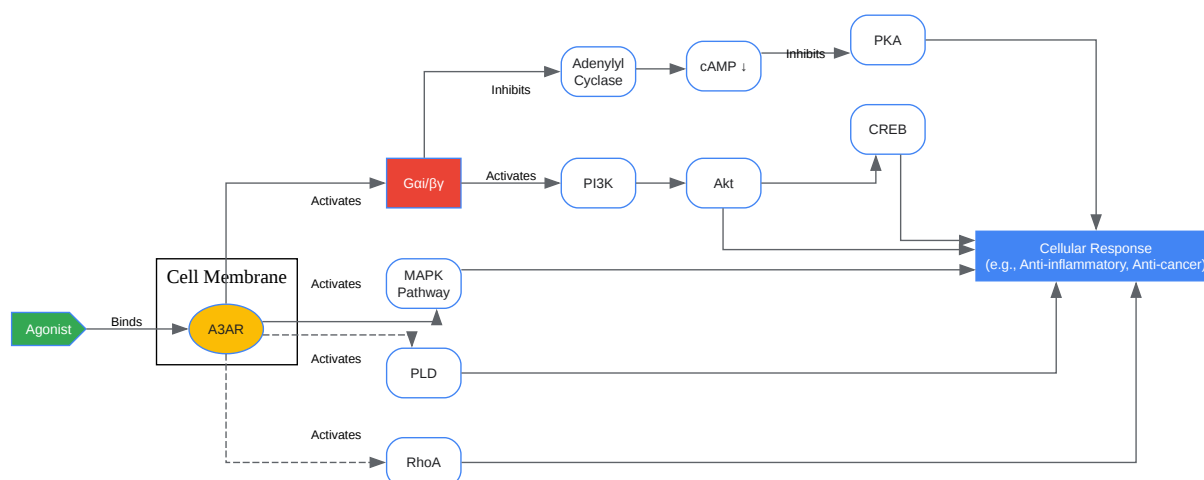 Adenylyl
Cyclase
Inhibits
cAMP ↓
Inhibits
PKA
CREB
Gαi/βγ
Activates
PI3K
Akt
Activates
Cell Membrane
Activates
MAPK
Pathway
Cellular Response
(e.g., Anti-inflammatory, Anti-cancer)
Agonist
Binds
A3AR
Activates
PLD
Activates
RhoA